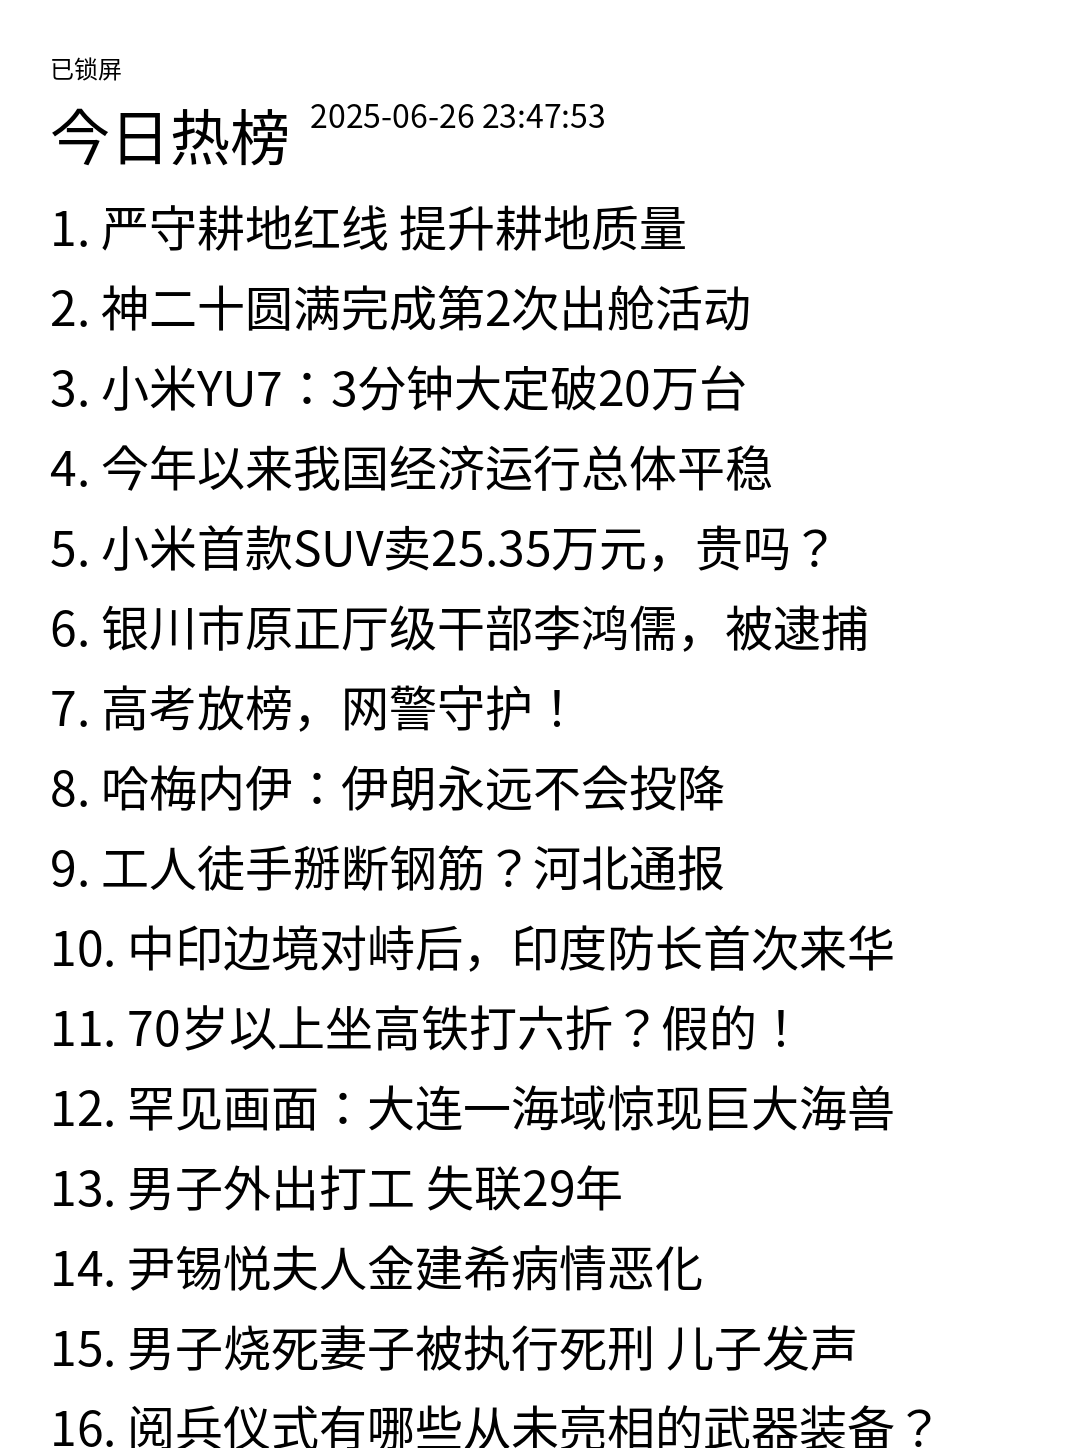 已锁屏
今日热榜 2025-06-26 23:47:53
1. 严守耕地红线 提升耕地质量
2. 神二十圆满完成第2次出舱活动
3. 小米YU7：3分钟大定破20万台
4. 今年以来我国经济运行总体平稳
5. 小米首款SUV卖25.35万元，贵吗？
6. 银川市原正厅级干部李鸿儒，被逮捕
7. 高考放榜，网警守护！
8. 哈梅内伊：伊朗永远不会投降
9. 工人徒手掰断钢筋？河北通报
10. 中印边境对峙后，印度防长首次来华
11. 70岁以上坐高铁打六折？假的！
12. 罕见画面：大连一海域惊现巨大海兽
13. 男子外出打工 失联29年
14. 尹锡悦夫人金建希病情恶化
15. 男子烧死妻子被执行死刑 儿子发声
16. 阅兵仪式有哪些从未亮相的武器装备？